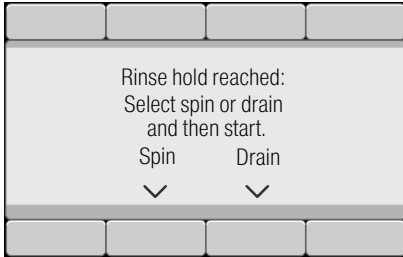 Rinse hold reached:
Select spin or drain
and then start.
Spin Drain